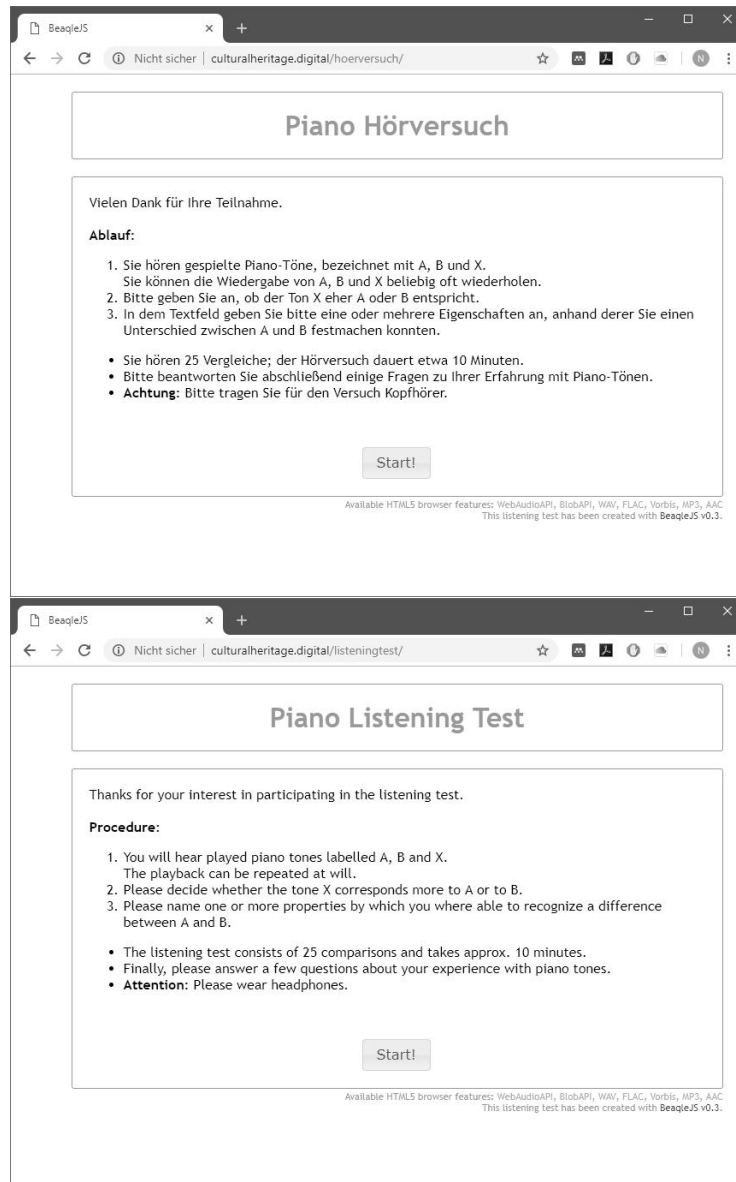 BeaqleJS
Nicht sicher | culturalheritage.digital/hoerversuch/
N
Piano Hörversuch
Vielen Dank für Ihre Teilnahme.
Ablauf:
1. Sie hören gespielte Piano-Töne, bezeichnet mit A, B und X.
Sie können die Wiedergabe von A, B und X beliebig oft wiederholen.
2. Bitte geben Sie an, ob der Ton X eher A oder B entspricht.
3. In dem Textfeld geben Sie bitte eine oder mehrere Eigenschaften an, anhand derer Sie einen
Unterschied zwischen A und B festmachen konnten.
• Sie hören 25 Vergleiche; der Hörversuch dauert etwa 10 Minuten.
• Bitte beantworten Sie abschließend einige Fragen zu Ihrer Erfahrung mit Piano-Tönen.
• Achtung: Bitte tragen Sie für den Versuch Kopfhörer.
Start!
Available HTML5 browser features: WebAudioAPI, BlobAPI, WAV, FLAC, Vorbis, MP3, AAC
This listening test has been created with BeaqleJS v0.3.
BeaqleJS
Nicht sicher | culturalheritage.digital/listeningtest/
N
Piano Listening Test
Thanks for your interest in participating in the listening test.
Procedure:
1. You will hear played piano tones labelled A, B and X.
The playback can be repeated at will.
2. Please decide whether the tone X corresponds more to A or to B.
3. Please name one or more properties by which you where able to recognize a difference
between A and B.
• The listening test consists of 25 comparisons and takes approx. 10 minutes.
• Finally, please answer a few questions about your experience with piano tones.
• Attention: Please wear headphones.
Start!
Available HTML5 browser features: WebAudioAPI, BlobAPI, WAV, FLAC, Vorbis, MP3, AAC
This listening test has been created with BeaqleJS v0.3.